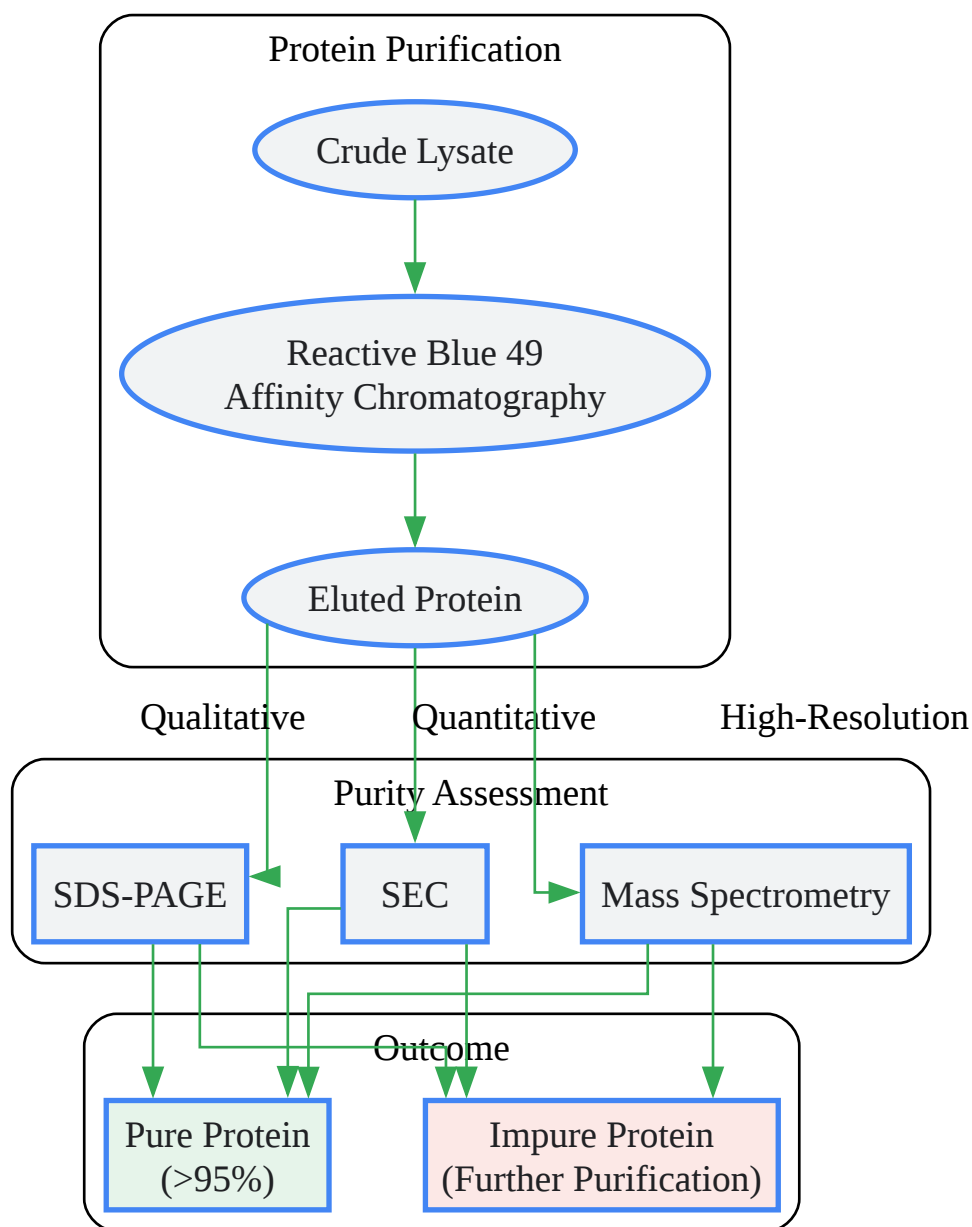 Protein Purification
Crude Lysate
Reactive Blue 49
Affinity Chromatography
Eluted Protein
Qualitative
Quantitative
High-Resolution
Purity Assessment
SDS-PAGE
SEC
Mass Spectrometry
Outcome
Pure Protein
(>95%)
Impure Protein
(Further Purification)